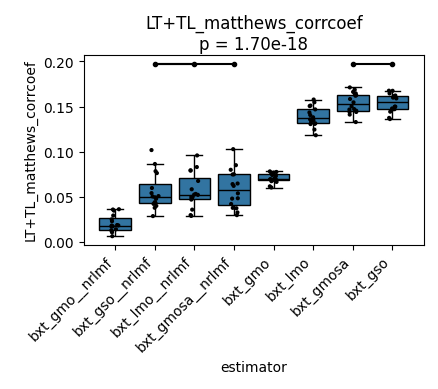 LT+TL_matthews_corrcoef
p = 1.70e-18
LT+TL_matthews_corrcoef
0.20
0.15
0.10
0.05
0.00
bxt_gmo__nrlmf
bxt_gso__nrlmf
bxt_lmo__nrlmf
bxt_gmosa__nrlmf
bxt_gmo
bxt_lmo
bxt_gmosa
bxt_gso
estimator